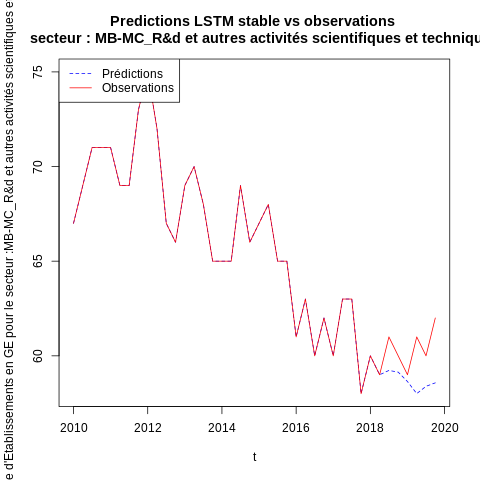 Predictions LSTM stable vs observations
secteur : MB-MC_R&d et autres activités scientifiques et techniqu
e d'Etablissements en GE pour le secteur :MB-MC_R&d et autres activités scientifiques e
Prédictions
Observations
75
70
65
60
2010
2012
2014
2016
2018
2020
t